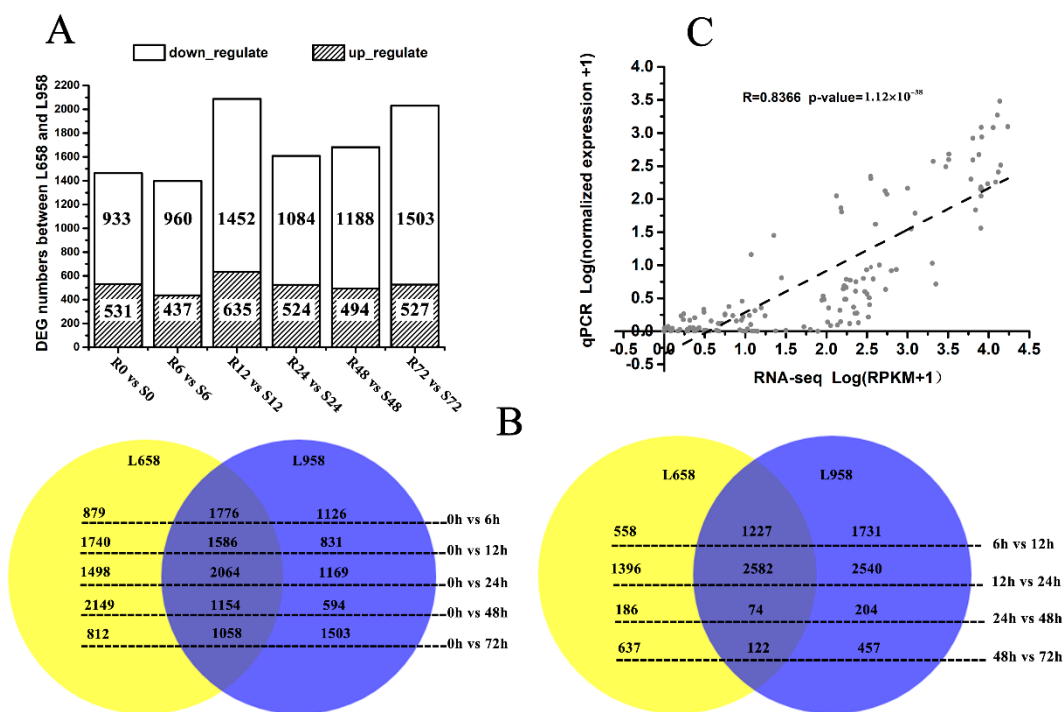 A
down_regulate up_regulate
DEG numbers between L658 and L958
2200
2000
1800
1600
1400
1200
1000
800
600
400
200
0
933 960 1452 1084 1188 1503
531 437 635 524 494 527
R0 vs S0
R6 vs S6
R12 vs S12
R24 vs S24
R48 vs S48
R72 vs S72
C
qPCR Log(normalized expression +1)
4.0
3.5
3.0
2.5
2.0
1.5
1.0
0.5
0.0
-0.5
R=0.8366 p-value=1.12×10⁻³⁸
-0.5 0.0 0.5 1.0 1.5 2.0 2.5 3.0 3.5 4.0 4.5
RNA-seq Log(RPKM+1)
B
L658 L958
879 1776 1126
0h vs 6h
1740 1586 831
0h vs 12h
1498 2064 1169
0h vs 24h
2149 1154 594
0h vs 48h
812 1058 1503
0h vs 72h
L658 L958
558 1227 1731
6h vs 12h
1396 2582 2540
12h vs 24h
186 74 204
24h vs 48h
637 122 457
48h vs 72h